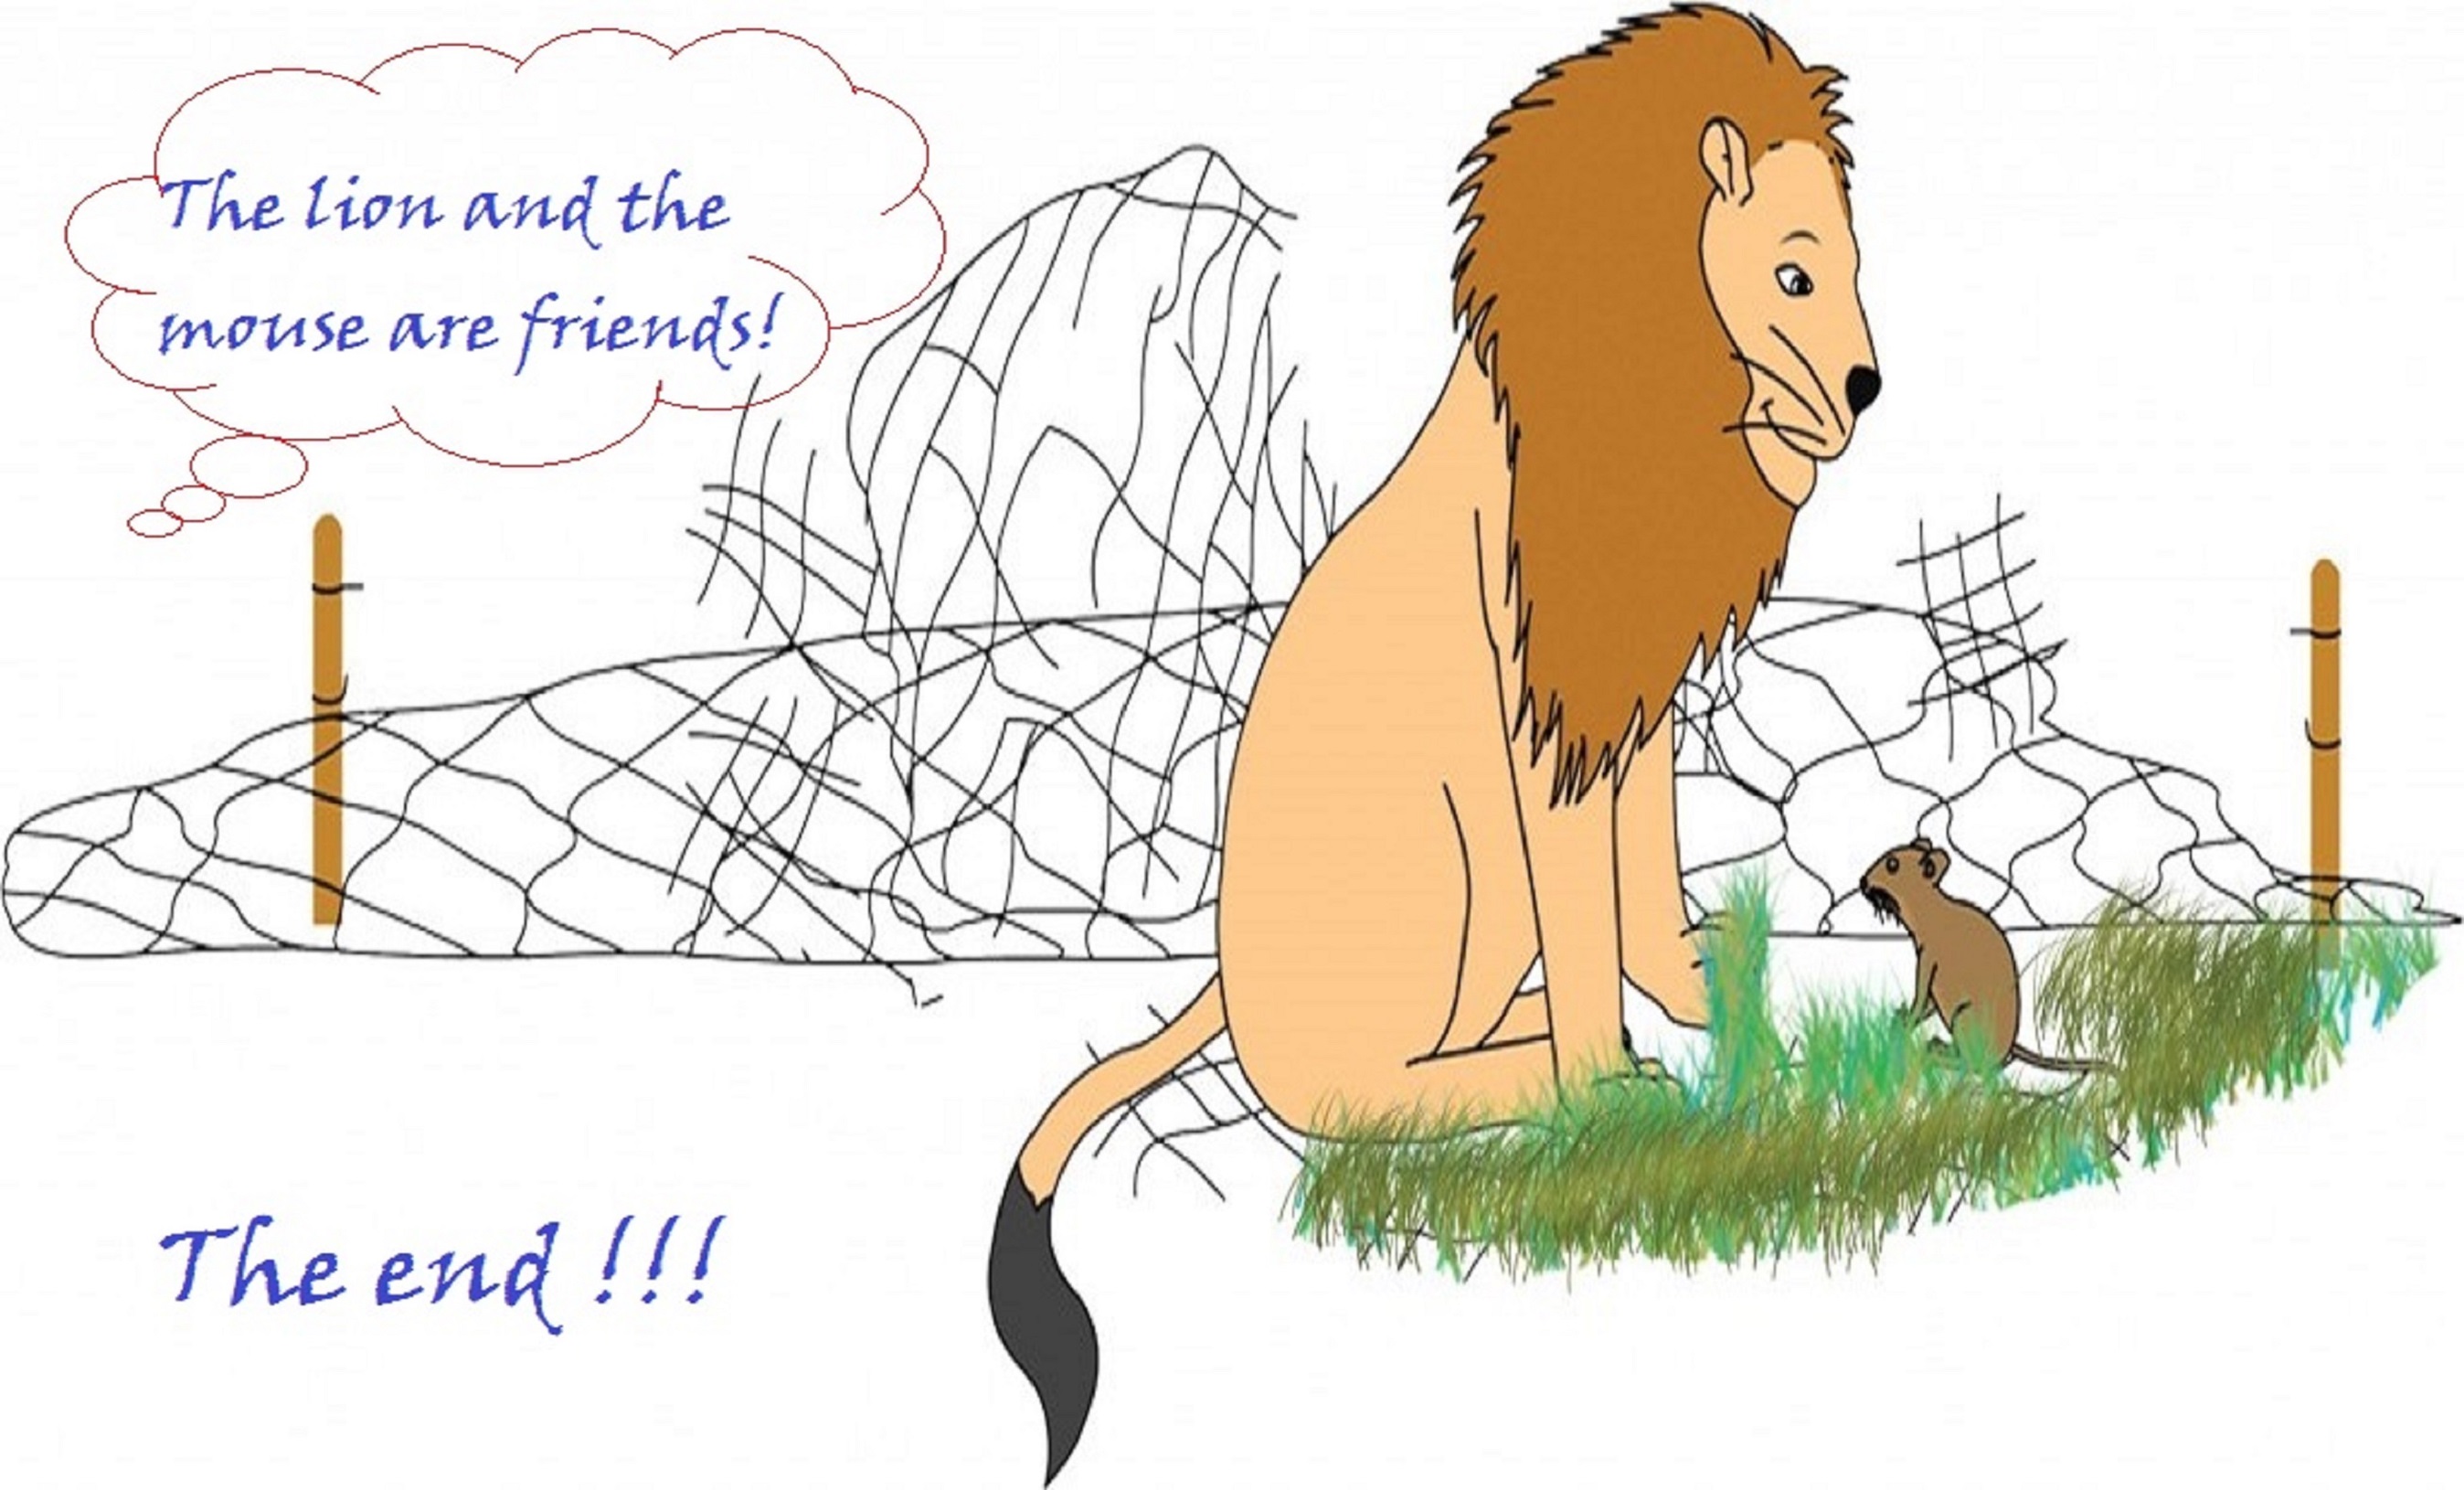 The lion and the
mouse are friends!
The end !!!